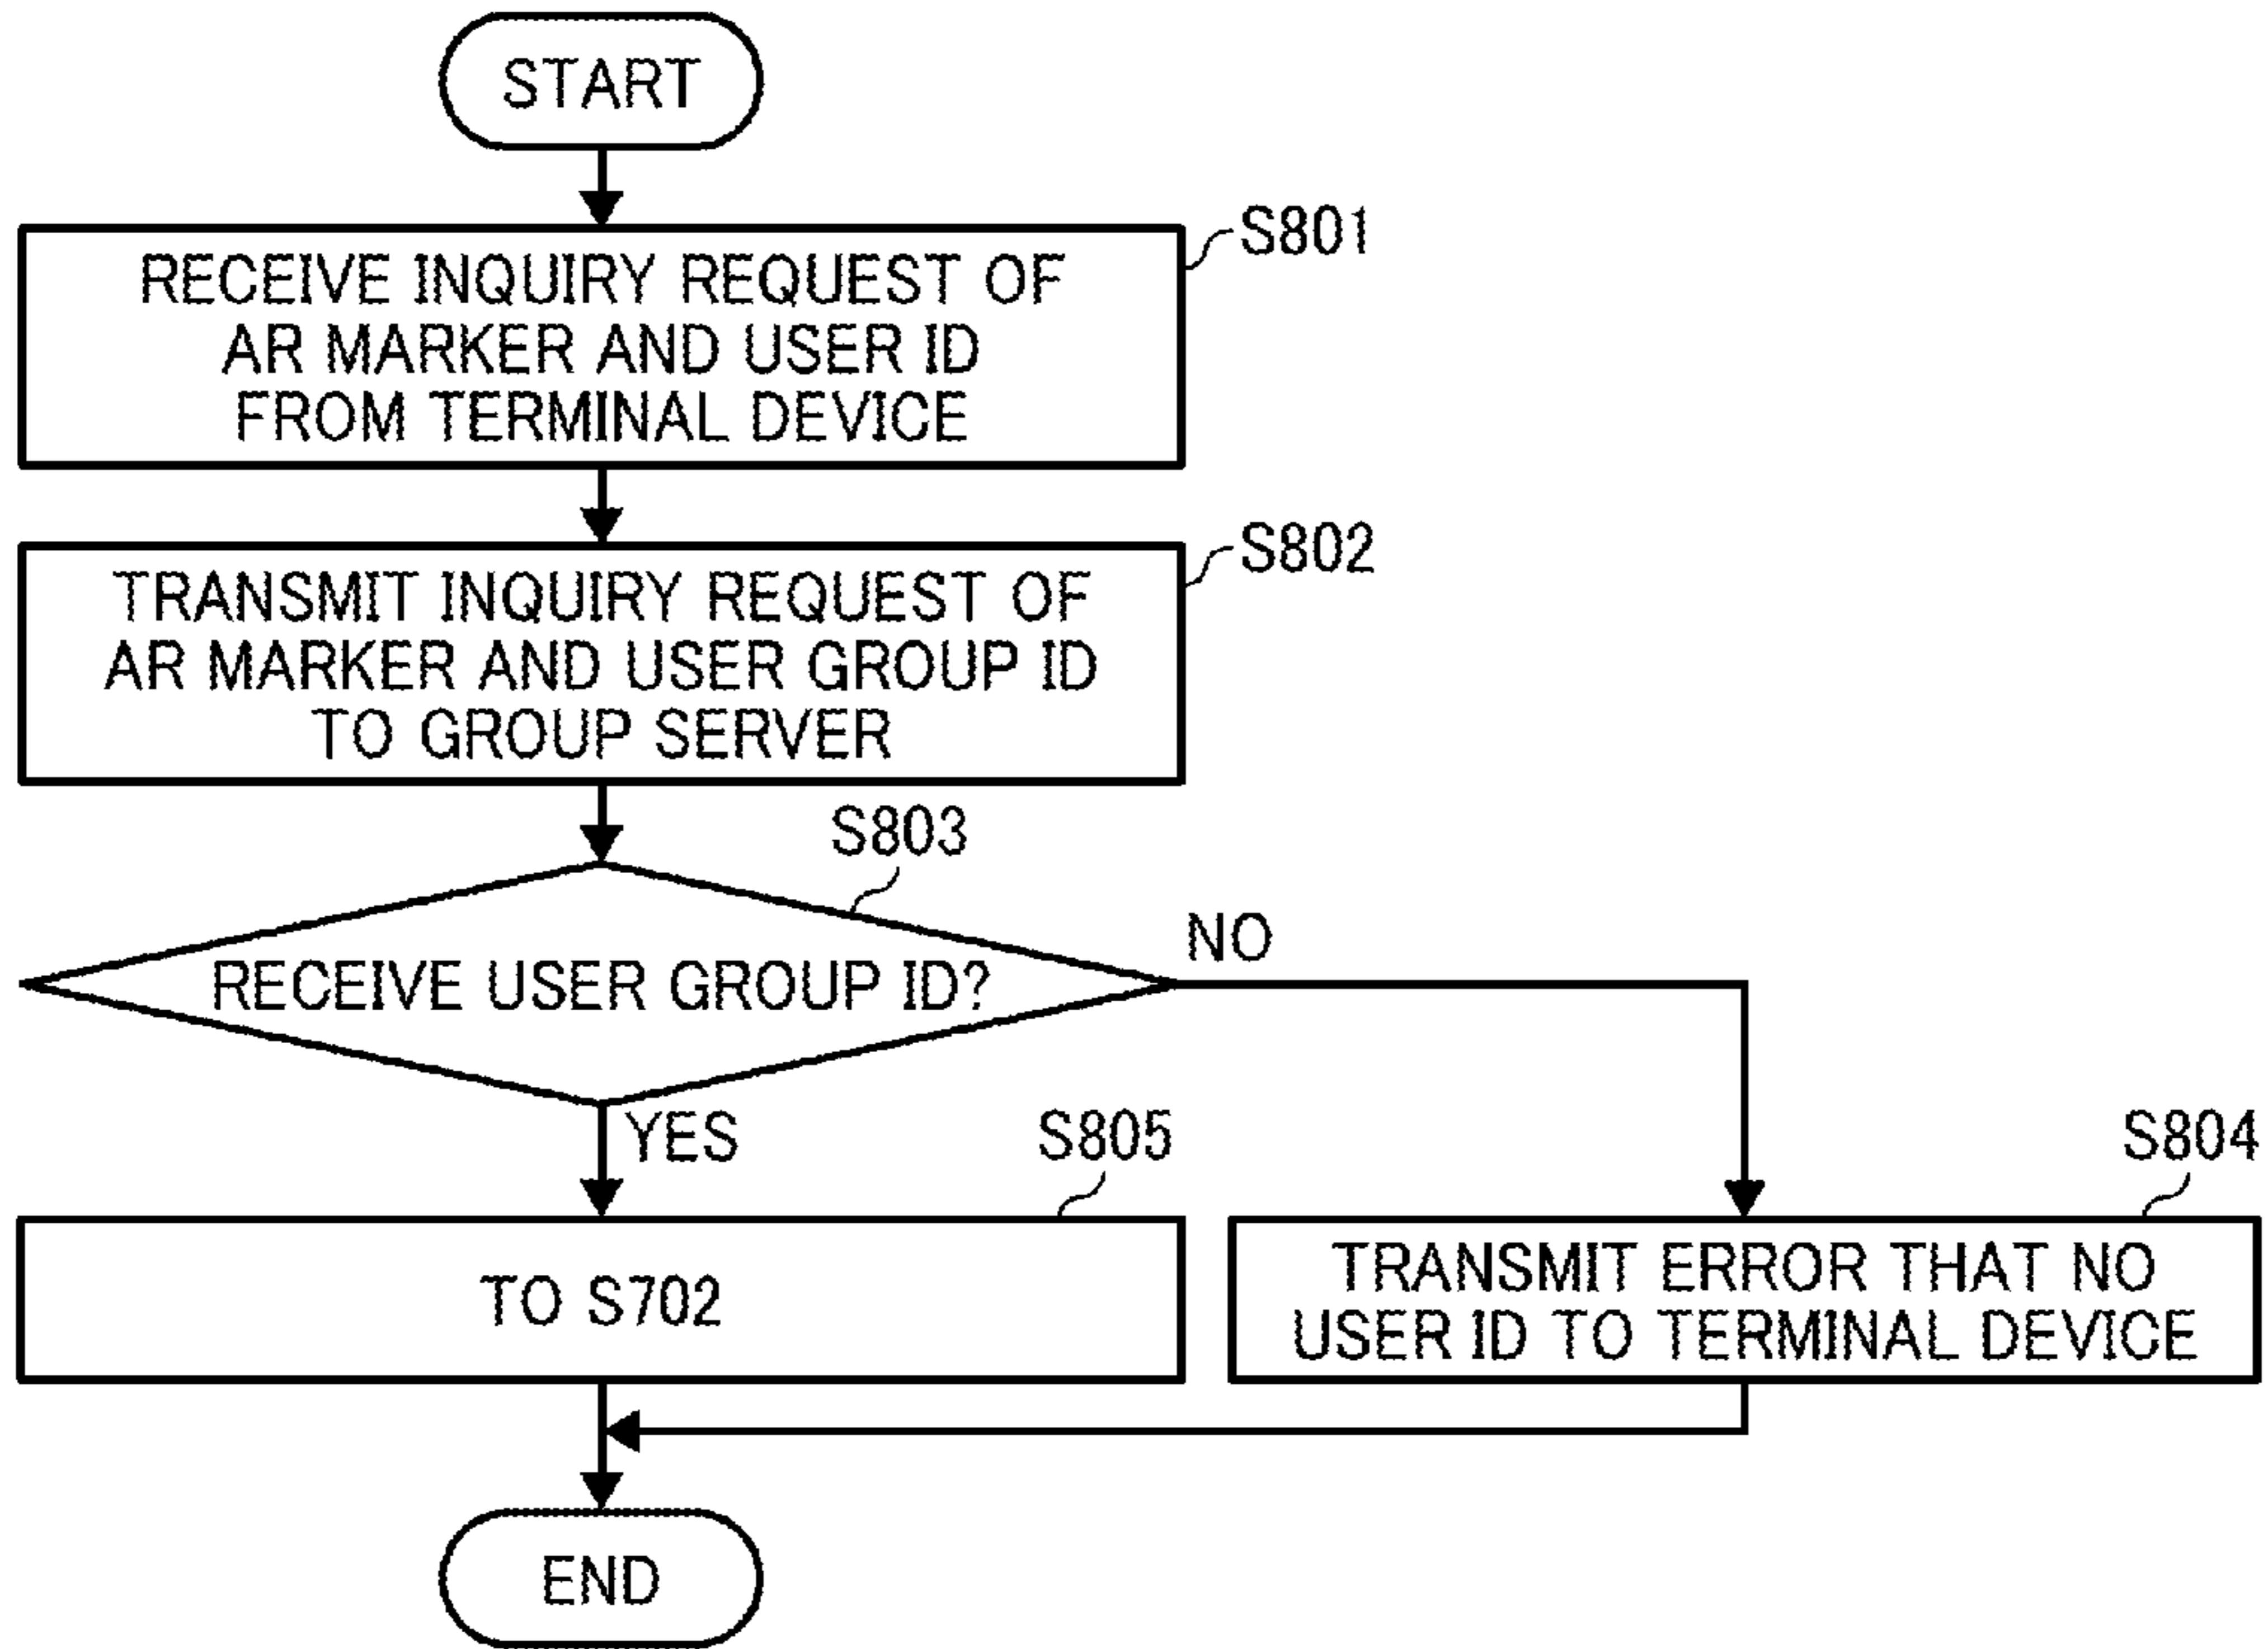 START
S801
RECEIVE INQUIRY REQUEST OF
AR MARKER AND USER ID
FROM TERMINAL DEVICE
S802
TRANSMIT INQUIRY REQUEST OF
AR MARKER AND USER GROUP ID
TO GROUP SERVER
S803
RECEIVE USER GROUP ID?
NO
YES
S805
TO S702
S804
TRANSMIT ERROR THAT NO
USER ID TO TERMINAL DEVICE
END